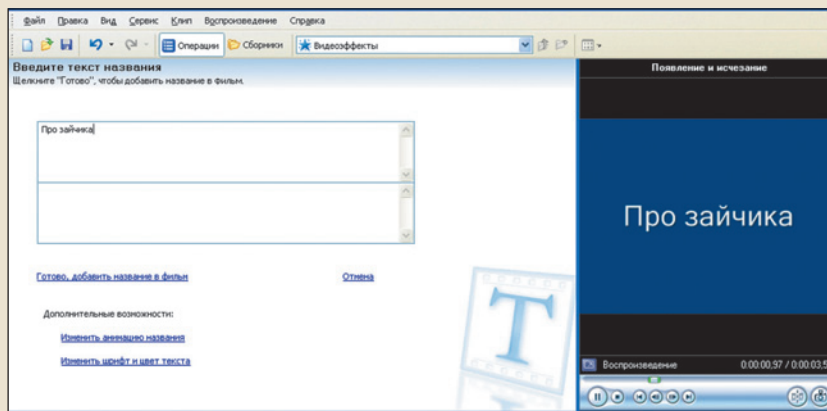 Файл Правка Вид Сервис Клип Воспроизведение Справка
Операции Сборники Видеоэффекты
Введите текст названия
Щелкните "Готово", чтобы добавить название в фильм.
Про зайчика
Готово, добавить название в фильм
Отмена
Дополнительные возможности:
Изменить анимацию названия
Изменить шрифт и цвет текста
T
Появление и исчезание
Про зайчика
Воспроизведение 0:00:00,97 / 0:00:03,5